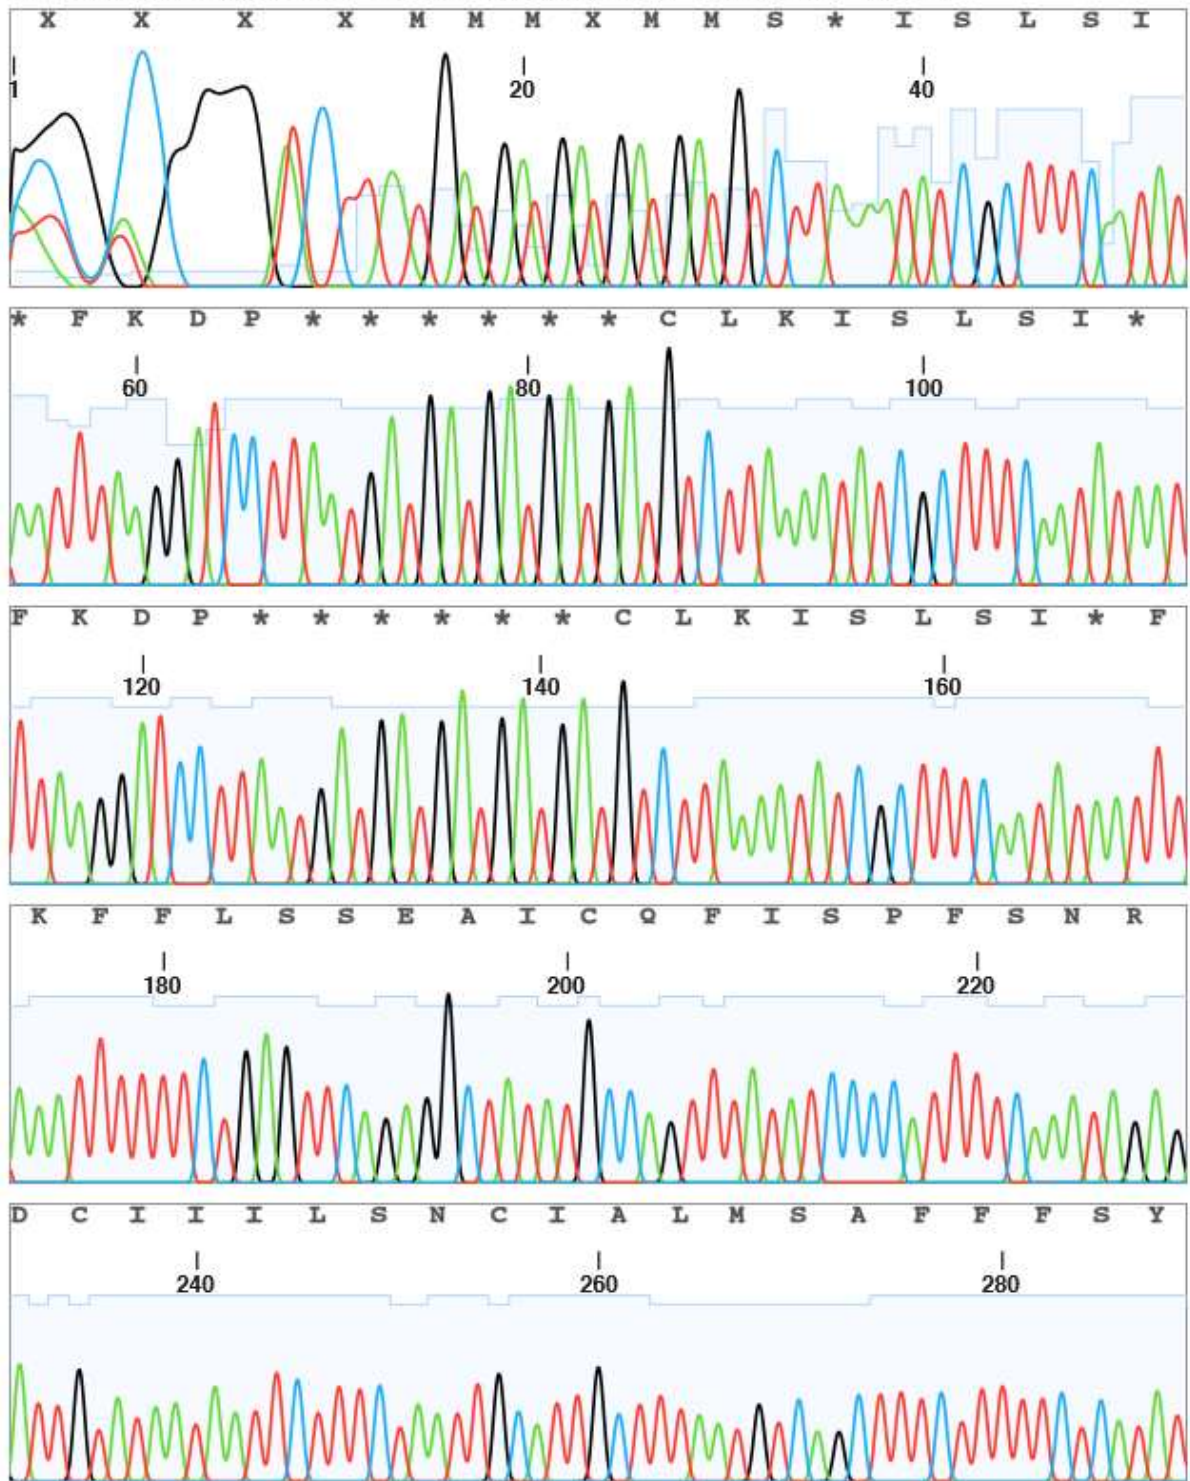 X X X X M M M X M M S * I S L S I
1 20 40
* F K D P * * * * * * C L K I S L S I *
60 80 100
F K D P * * * * * * C L K I S L S I * F
120 140 160
K F F L S S E A I C Q F I S P F S N R
180 200 220
D C I I I L S N C I A L M S A F F F S Y
240 260 280